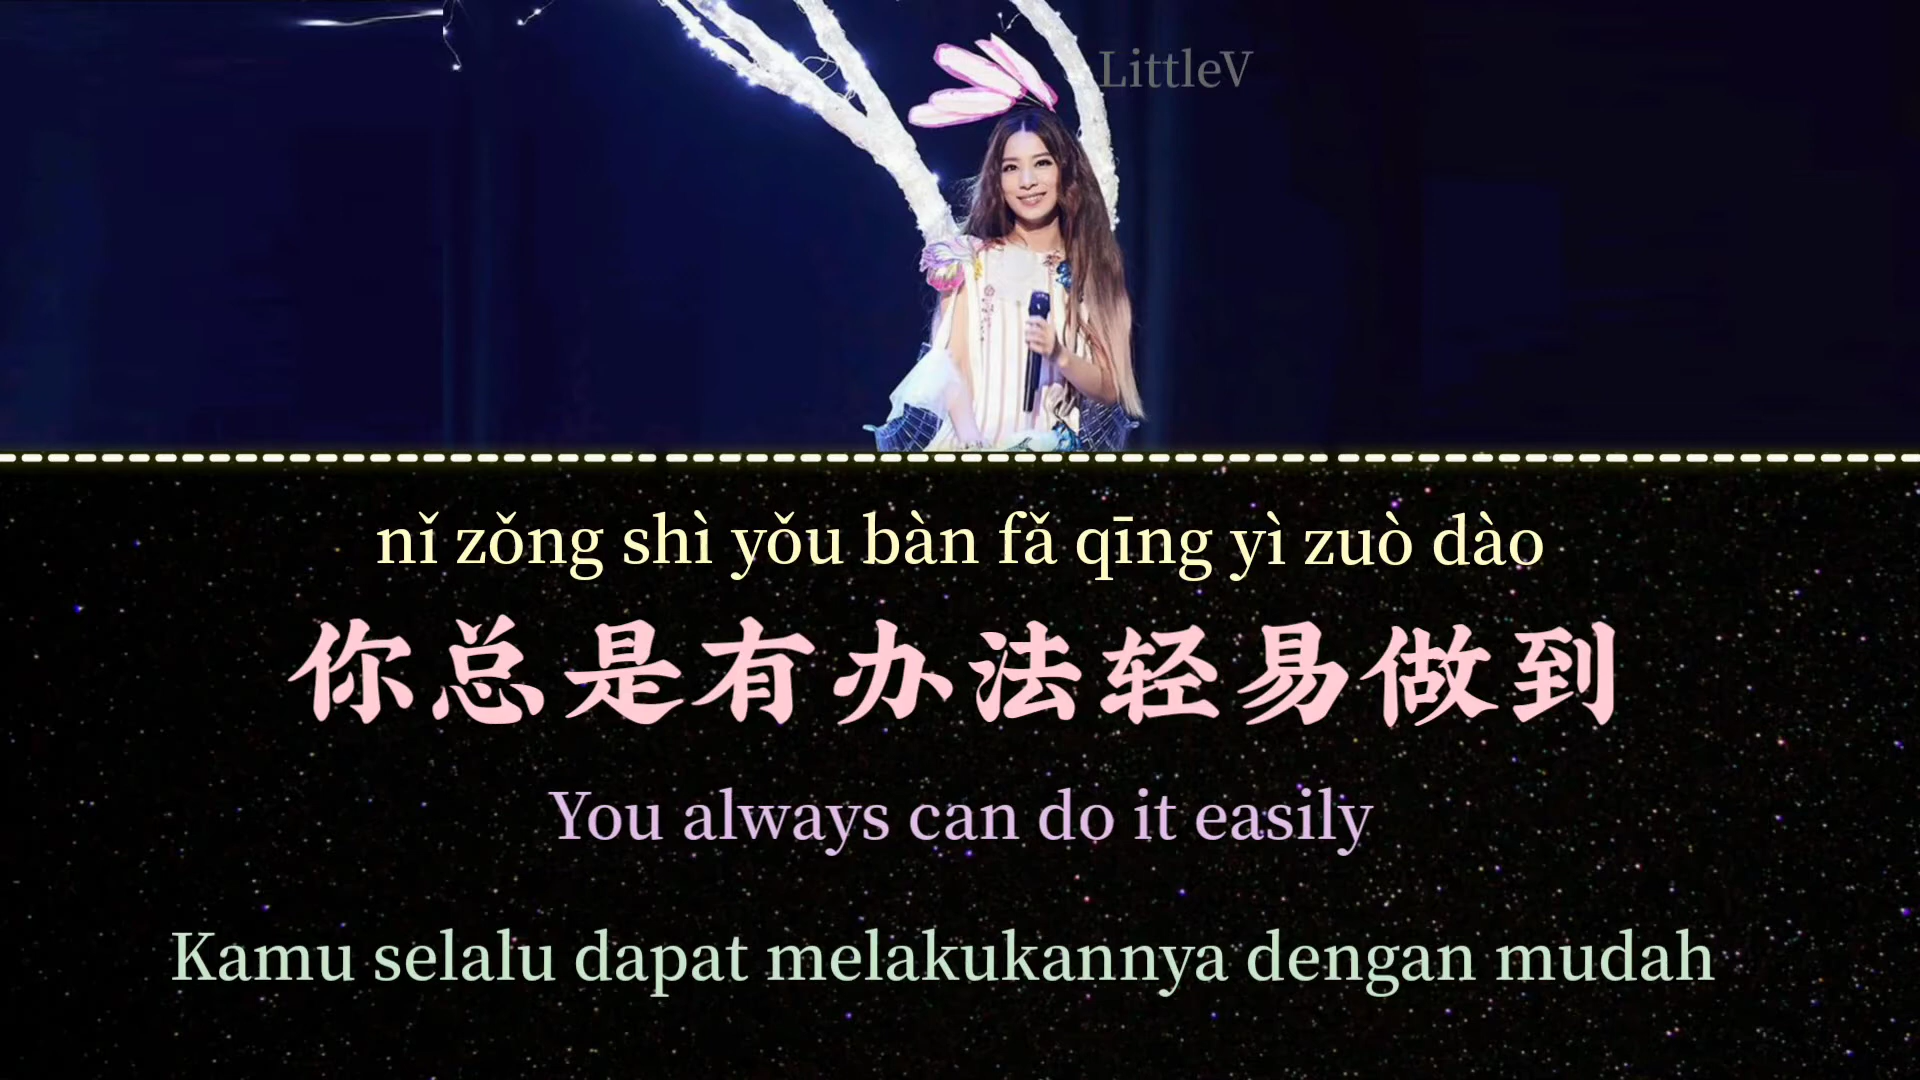 LittleV
nǐ zǒng shì yǒu bàn fǎ qīng yì zuò dào
你总是有办法轻易做到
You always can do it easily
Kamu selalu dapat melakukannya dengan mudah